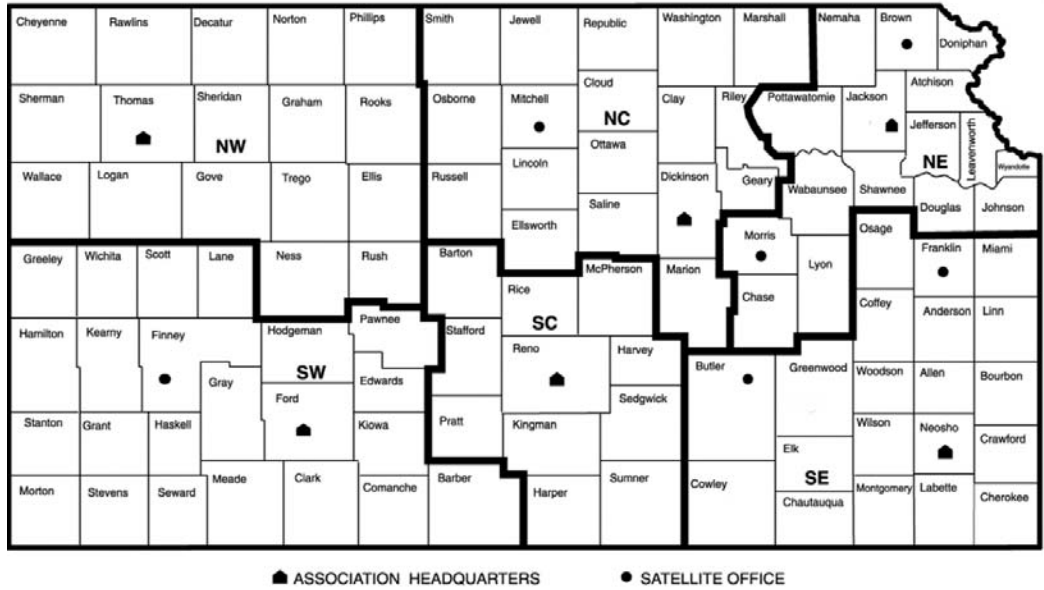 Cheyenne Rawlins Decatur Norton Phillips Smith Jewell Republic Washington Marshall Nemaha Brown
Doniphan
Sherman Thomas Sheridan Graham Rooks Osborne Mitchell Cloud Clay Riley Pottawatomie Jackson Atchison
NW NC Jefferson Leavenworth
Ottawa
NE Wyandotte
Wallace Logan Gove Trego Ellis Russell Lincoln Dickinson Geary Wabaunsee Shawnee
Saline Douglas Johnson
Ellsworth
Greeley Wichita Scott Lane Ness Rush Barton McPherson Marion Morris Lyon Osage Franklin Miami
Rice Chase
Hamilton Kearny Finney Hodgeman Pawnee Stafford SC Coffey Anderson Linn
SW Reno Harvey
Gray Edwards Butler Greenwood Woodson Allen Bourbon
Ford Sedgwick
Stanton Grant Haskell Kiowa Pratt Kingman Wilson Neosho Crawford
Elk
SE
Morton Stevens Seward Meade Clark Comanche Barber Harper Sumner Cowley Chautauqua Montgomery Labette Cherokee
ASSOCIATION HEADQUARTERS SATELLITE OFFICE